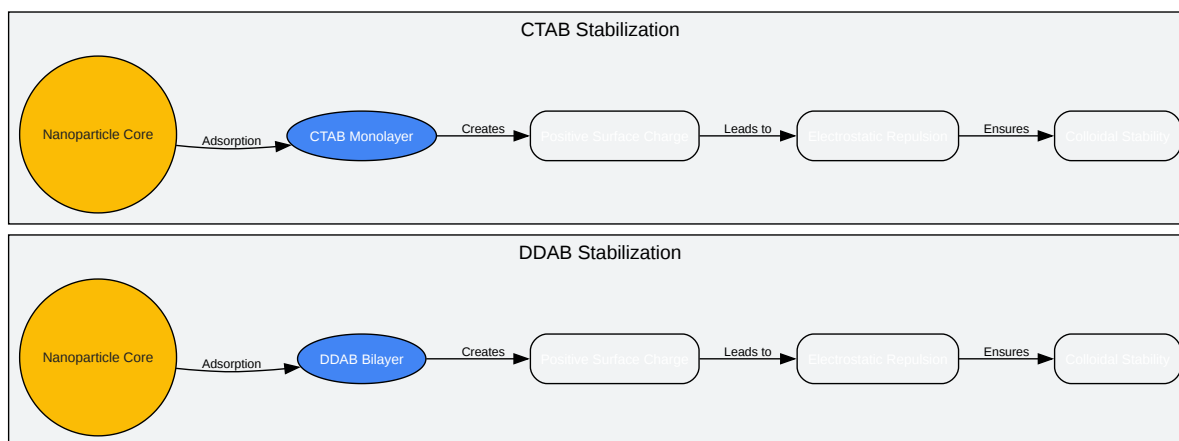 CTAB Stabilization
Nanoparticle Core
Adsorption
CTAB Monolayer
Creates
Positive Surface Charge
Leads to
Electrostatic Repulsion
Ensures
Colloidal Stability
DDAB Stabilization
Nanoparticle Core
Adsorption
DDAB Bilayer
Creates
Positive Surface Charge
Leads to
Electrostatic Repulsion
Ensures
Colloidal Stability